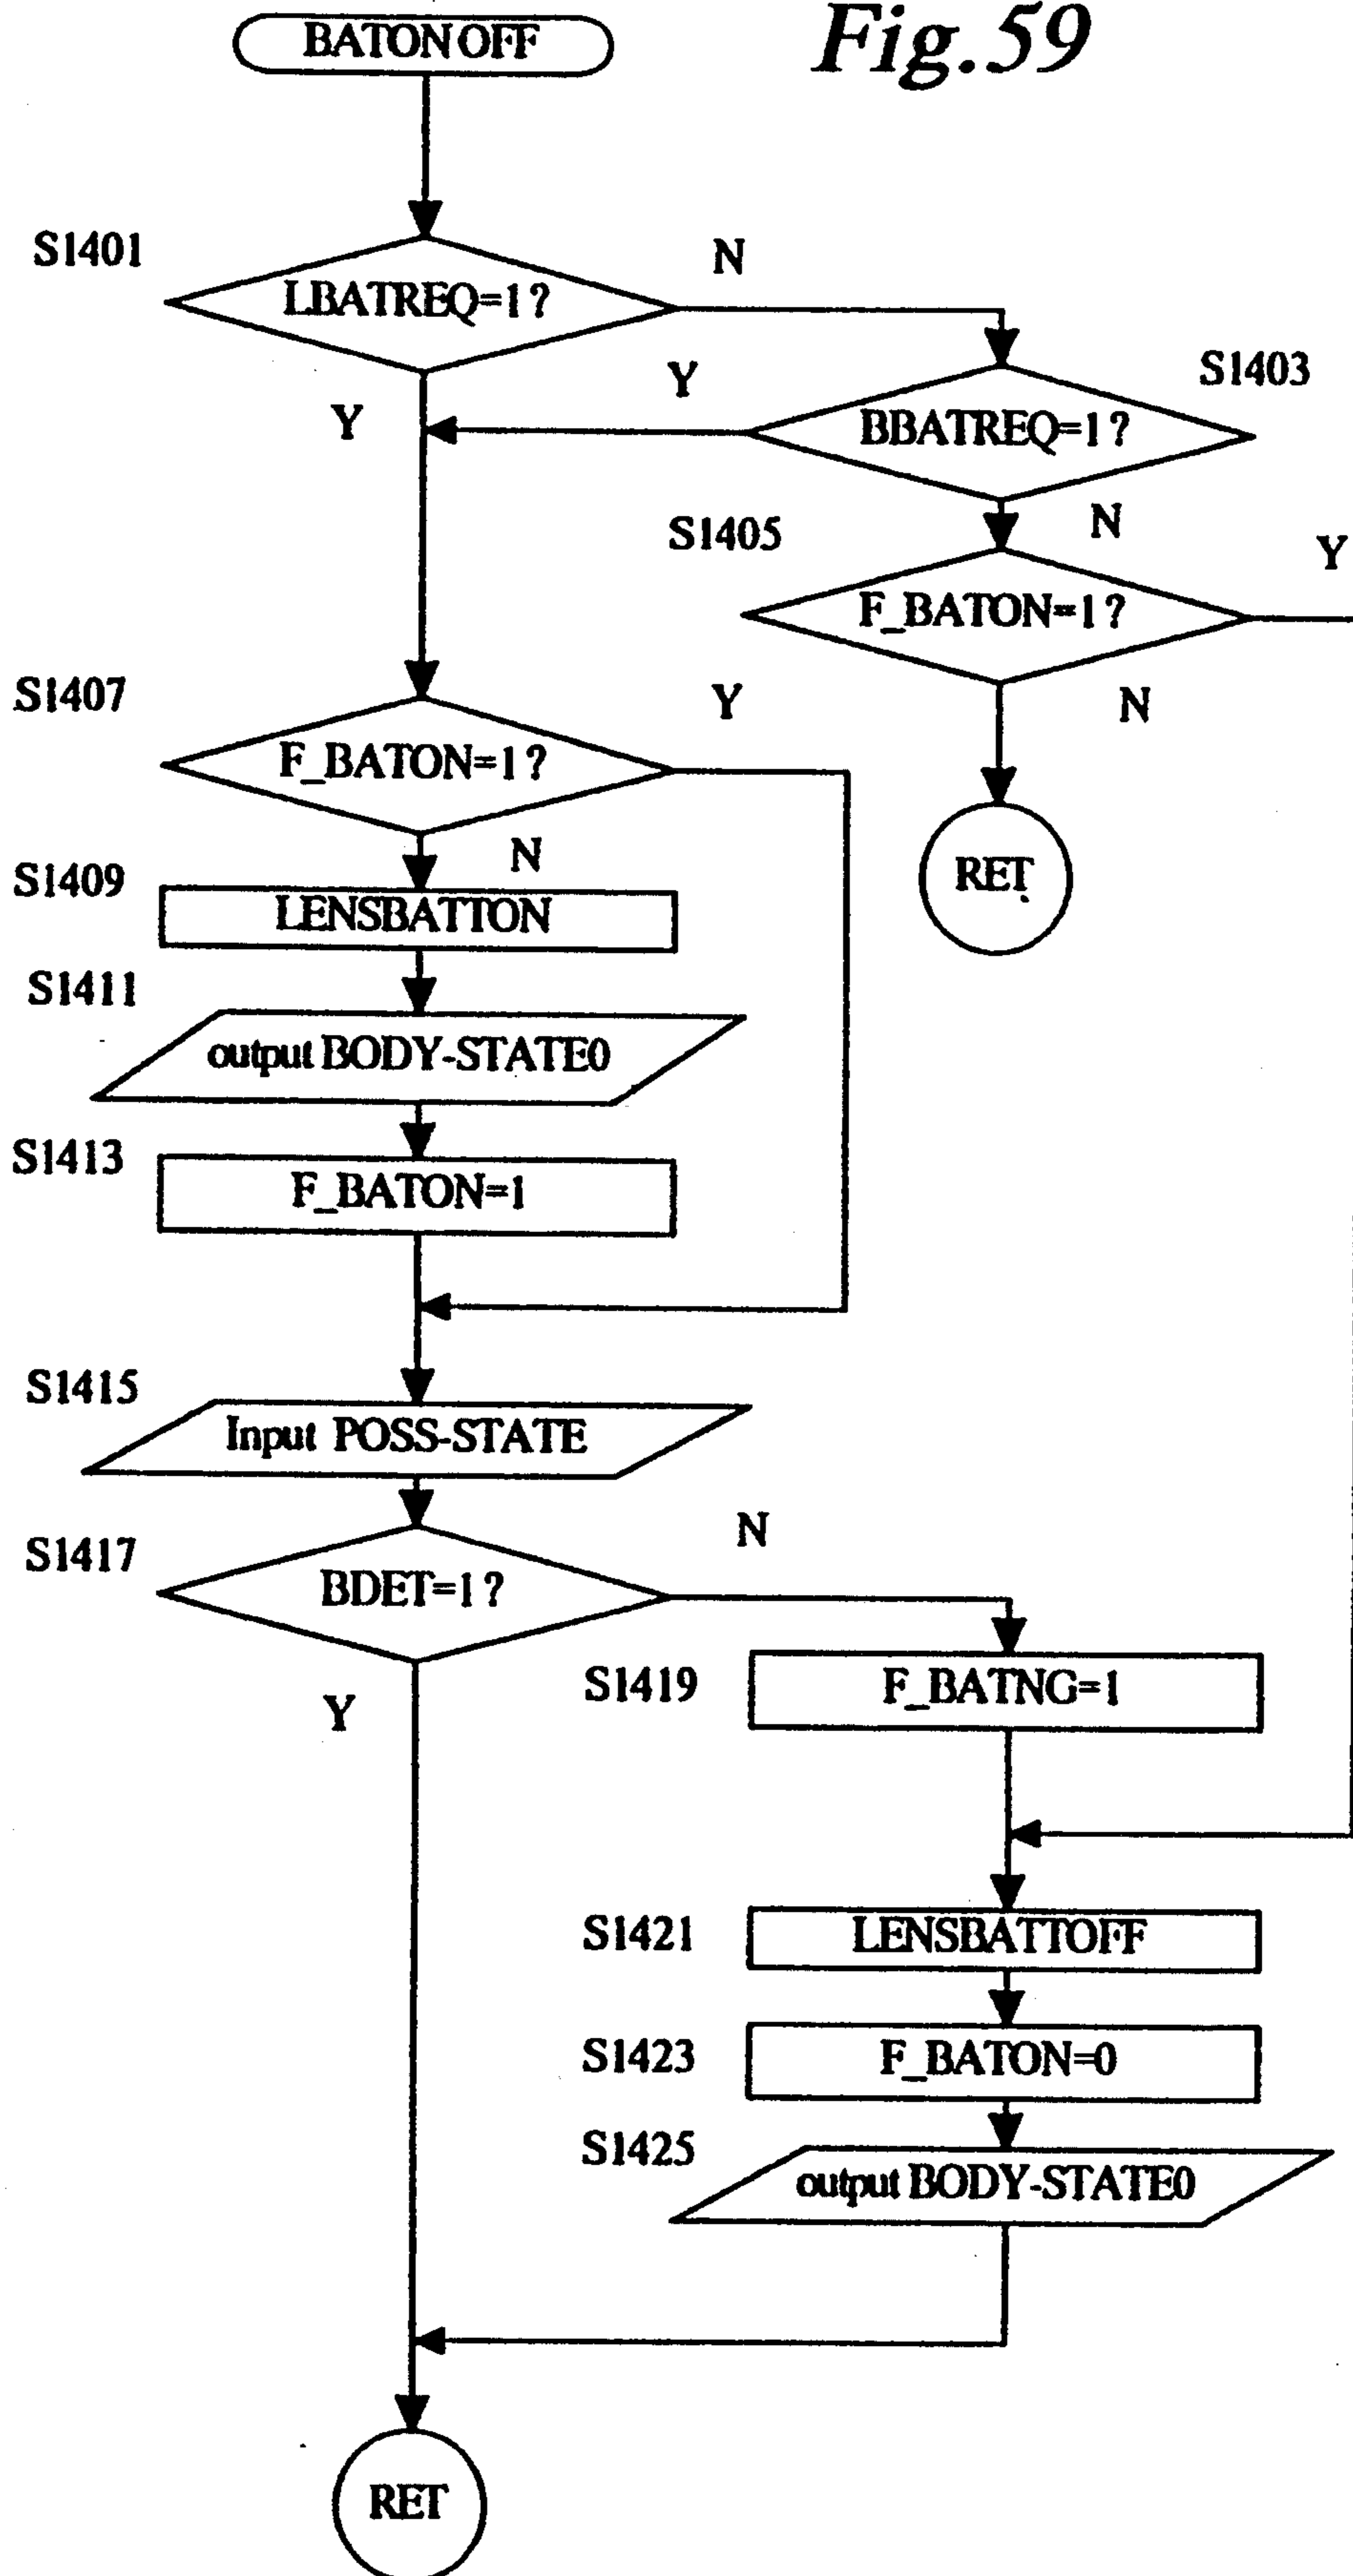 Fig.59
BATON OFF
S1401
LBATREQ=1?
N
Y
Y
S1403
BBATREQ=1?
N
S1405
F_BATON=1?
Y
N
RET
S1407
F_BATON=1?
Y
N
S1409
LENSBATTON
S1411
output BODY-STATE0
S1413
F_BATON=1
S1415
Input POSS-STATE
S1417
BDET=1?
N
Y
S1419
F_BATNG=1
S1421
LENSBATTOFF
S1423
F_BATON=0
S1425
output BODY-STATE0
RET